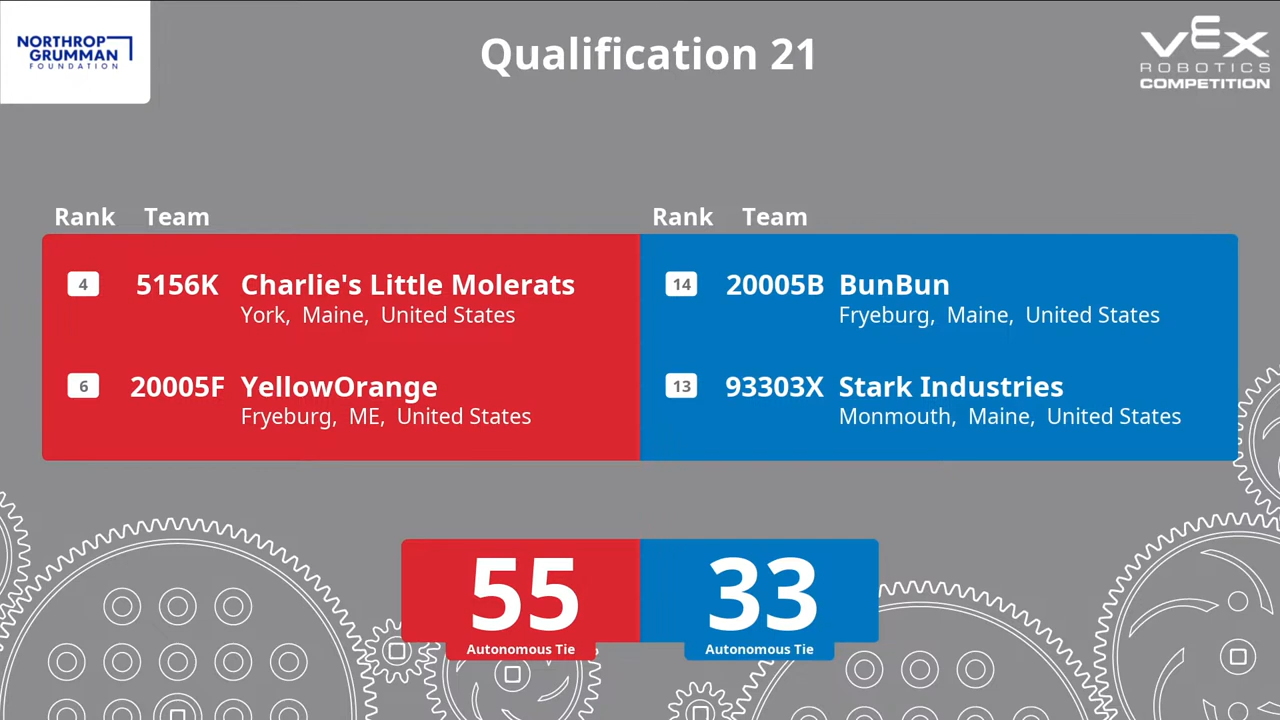 NORTHROP
GRUMMAN
FOUNDATION
Qualification 21
VEX
ROBOTICS
COMPETITION
Rank Team
Rank Team
4 5156K Charlie's Little Molerats
York, Maine, United States
6 20005F YellowOrange
Fryeburg, ME, United States
14 20005B BunBun
Fryeburg, Maine, United States
13 93303X Stark Industries
Monmouth, Maine, United States
55
Autonomous Tie
33
Autonomous Tie